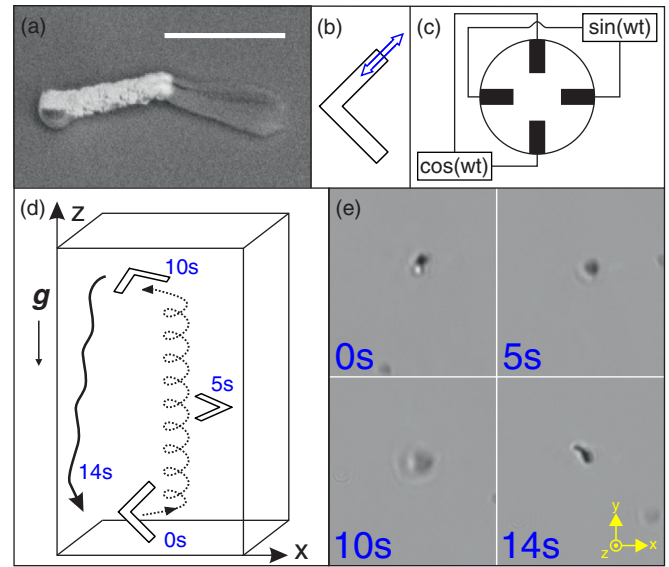 (a)
(b)
(c)
sin(wt)
cos(wt)
(d)
z
10s
g
5s
14s
0s
x
(e)
0s
5s
10s
14s
y
z
x